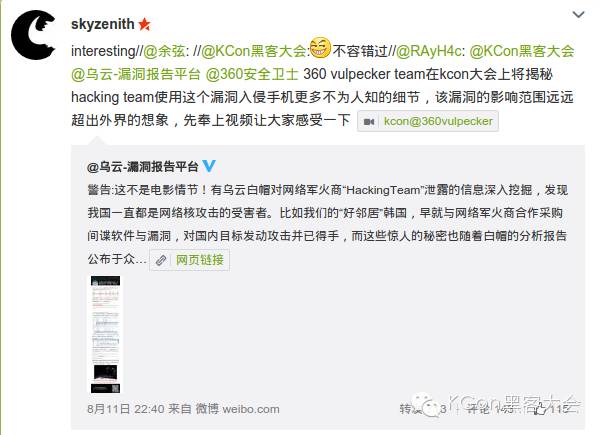 skyzenith
interesting//@余弦: //@KCon黑客大会: 不容错过//@RAyH4c: @KCon黑客大会
@乌云-漏洞报告平台 @360安全卫士 360 vulpecker team在kcon大会上将揭秘
hacking team使用这个漏洞入侵手机更多不为人知的细节，该漏洞的影响范围远远
超出外界的想象，先奉上视频让大家感受一下 kcon@360vulpecker
@乌云-漏洞报告平台
警告:这不是电影情节！有乌云白帽对网络军火商“HackingTeam”泄露的信息深入挖掘，发现
我国一直都是网络核攻击的受害者。比如我们的“好邻居”韩国，早就与网络军火商合作采购
间谍软件与漏洞，对国内目标发动攻击并已得手，而这些惊人的秘密也随着白帽的分析报告
公布于众... 网页链接
8月11日 22:40 来自 微博 weibo.com
评论
115
KCon黑客大会